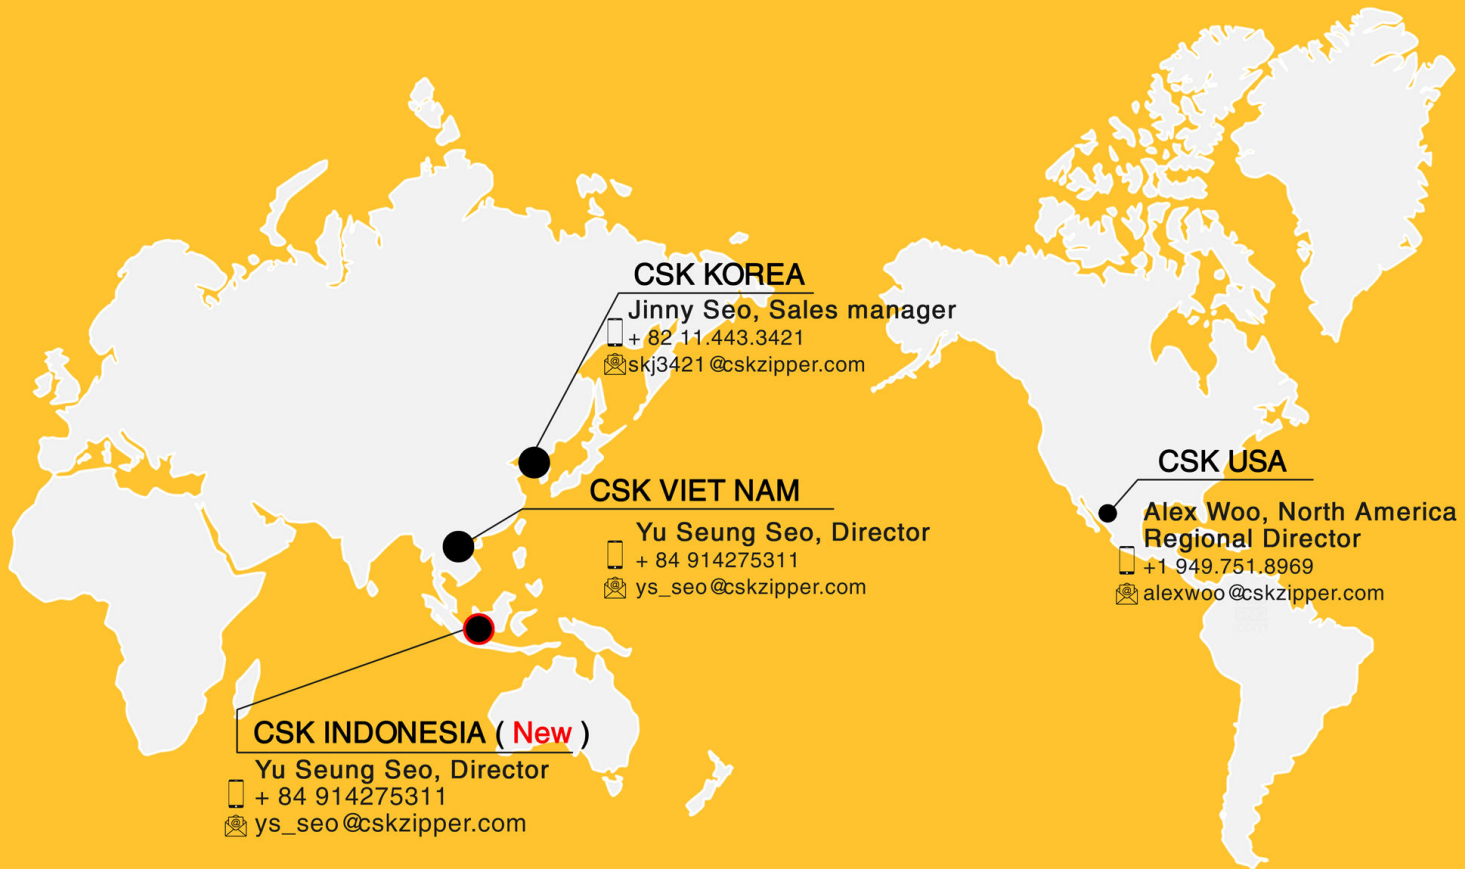 CSK KOREA
Jinny Seo, Sales manager
+ 82 11.443.3421
skj3421@cskzipper.com
CSK VIET NAM
Yu Seung Seo, Director
+ 84 914275311
ys_seo@cskzipper.com
CSK USA
Alex Woo, North America
Regional Director
+1 949.751.8969
alexwoo@cskzipper.com
CSK INDONESIA ( New )
Yu Seung Seo, Director
+ 84 914275311
ys_seo@cskzipper.com